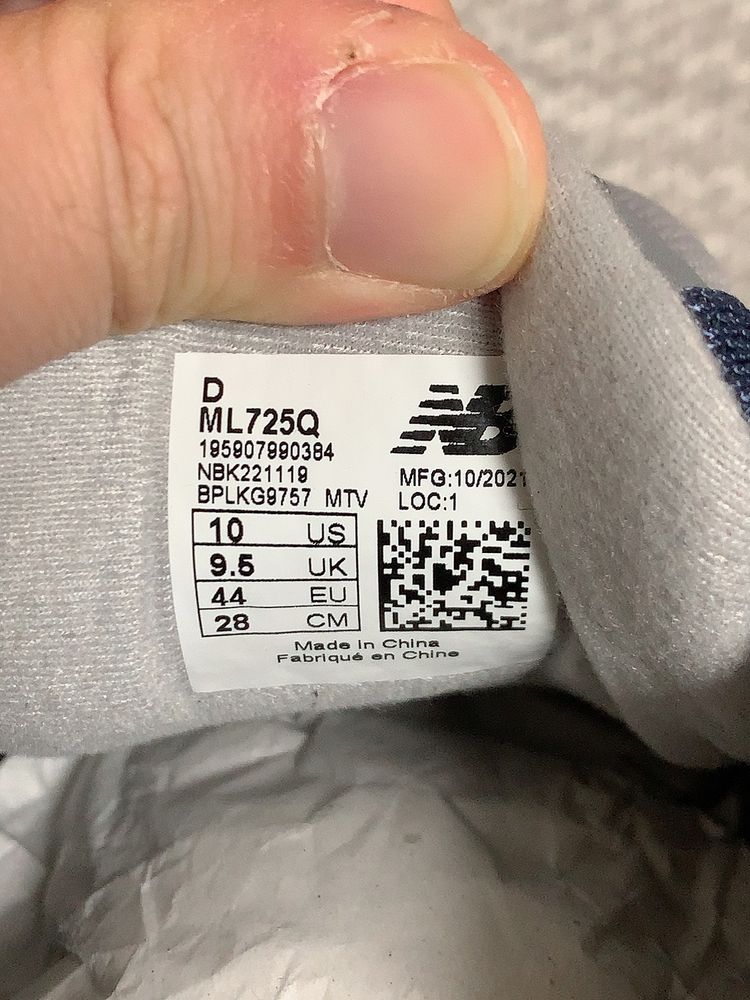 D
ML725Q
195907990384
NBK221119
BPLKG9757 MTV
NB
MFG:10/2021
LOC:1
10 US
9.5 UK
44 EU
28 CM
Made in China
Fabriqué en Chine